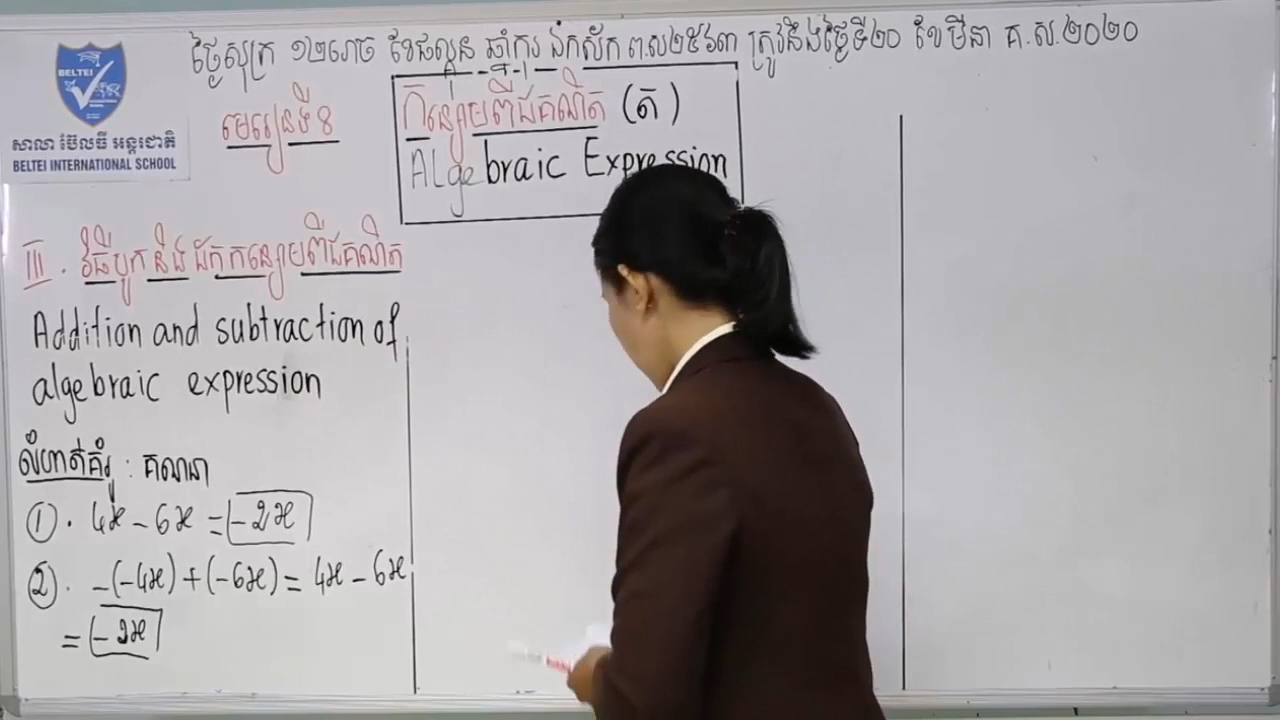 ថ្ងៃសុក្រ ១២រោច ខែផល្គុន ឆ្នាំកុរ ឯកស័ក ព.ស២៥៦៣ ត្រូវនឹងថ្ងៃទី២០ ខែមីនា គ.ស.២០២០
BELTEI
សាលា ប៊ែលធី អន្តរជាតិ
BELTEI INTERNATIONAL SCHOOL
មេរៀនទី៩
កន្សោមពីជគណិត (ត)
ALgebraic Expression
III. វិធីបូក និង ដកកន្សោមពីជគណិត
Addition and subtraction of
algebraic expression
លំហាត់គំរូ : គណនា
① . 4x - 6x = -2x
② . -(-4x) + (-6x) = 4x - 6x
= -2x